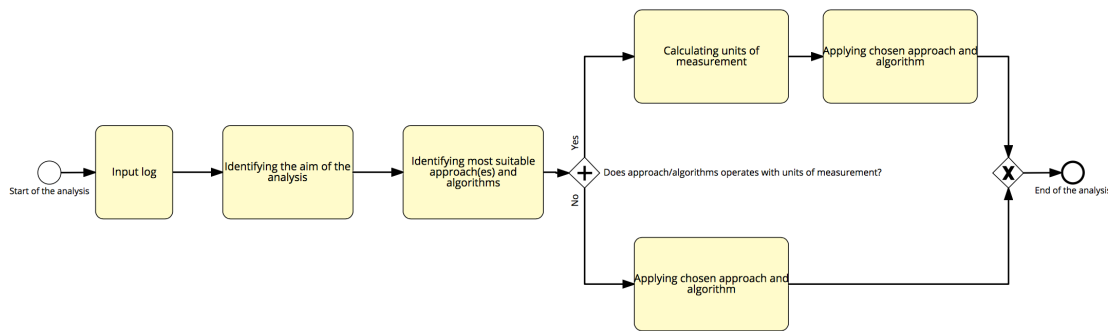 Start of the analysis
Input log
Identifying the aim of the
analysis
Identifying most suitable
approach(es) and
algorithms
Yes
No
Does approach/algorithms operates with units of measurement?
Calculating units of
measurement
Applying chosen approach and
algorithm
Applying chosen approach and
algorithm
X
End of the analysis